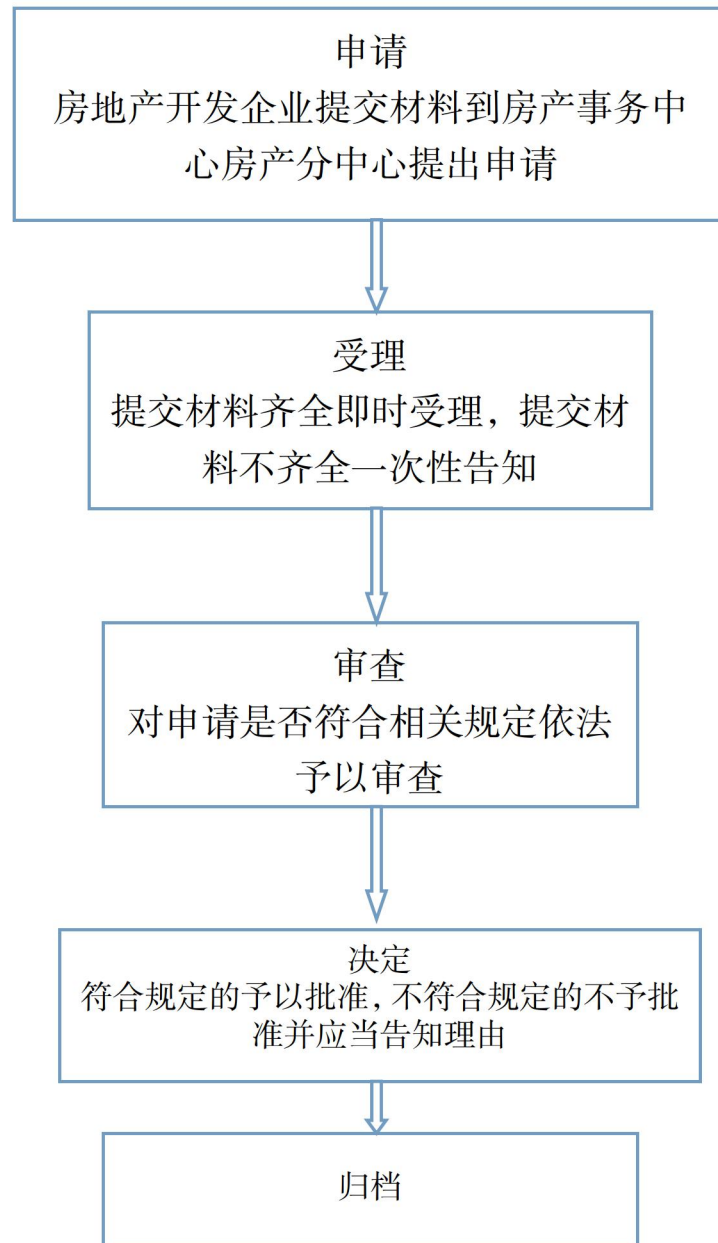 申请
房地产开发企业提交材料到房产事务中
心房产分中心提出申请
受理
提交材料齐全即时受理，提交材
料不齐全一次性告知
审查
对申请是否符合相关规定依法
予以审查
决定
符合规定的予以批准，不符合规定的不予批
准并应当告知理由
归档